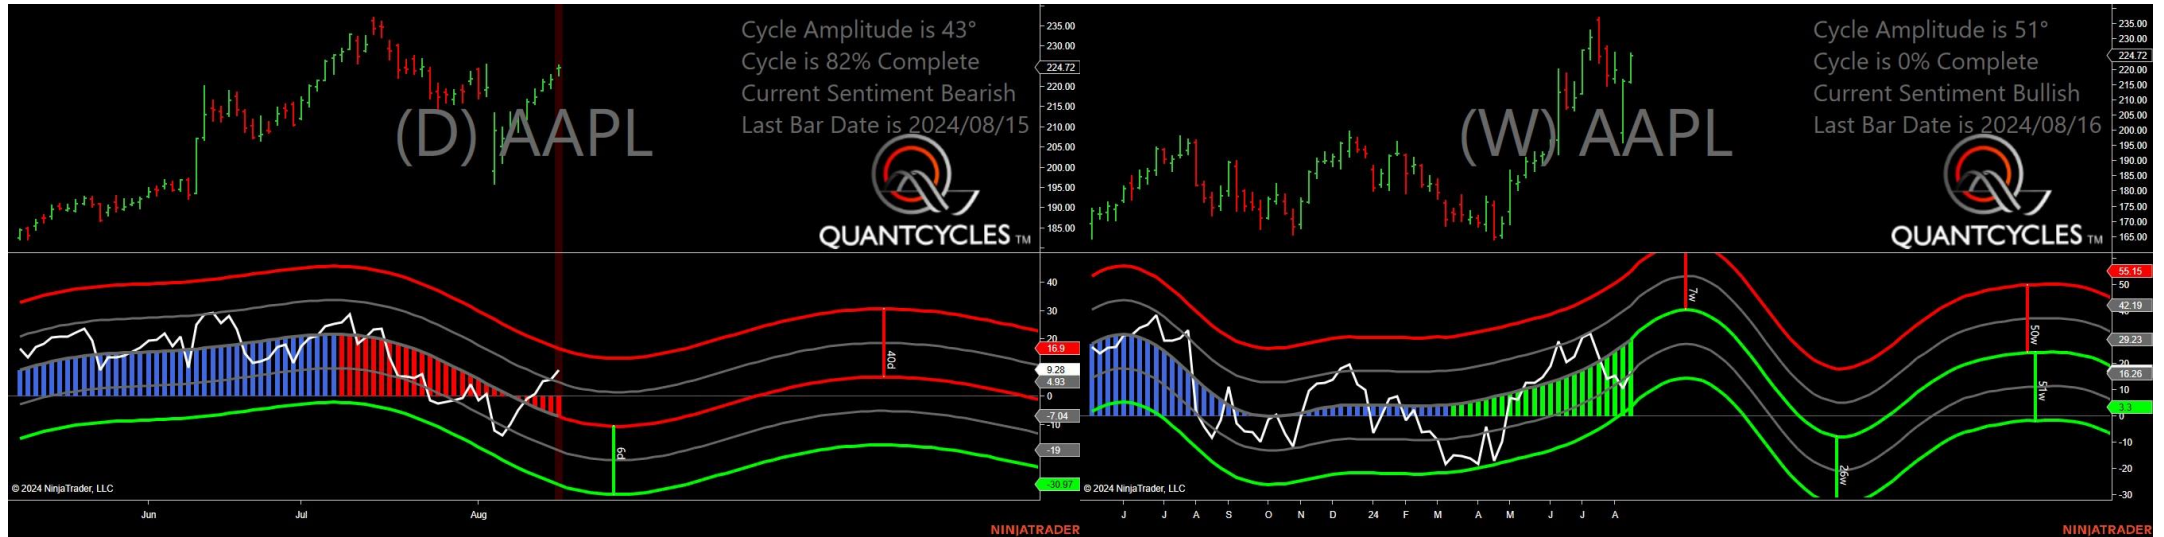 Cycle Amplitude is 43°
Cycle is 82% Complete
Current Sentiment Bearish
Last Bar Date is 2024/08/15
(D) AAPL
QUANTCYCLES TM
235.00
230.00
224.72
220.00
215.00
210.00
205.00
200.00
195.00
190.00
185.00
40
30
20
16.9
9.28
4.93
0
-7.04
-10
-19
-30.97
40d
6d
© 2024 NinjaTrader, LLC
Jun Jul Aug
NINJATRADER
Cycle Amplitude is 51°
Cycle is 0% Complete
Current Sentiment Bullish
Last Bar Date is 2024/08/16
(W) AAPL
QUANTCYCLES TM
235.00
230.00
224.72
220.00
215.00
210.00
205.00
200.00
195.00
190.00
185.00
180.00
175.00
170.00
165.00
55.15
50
42.19
40
29.23
20
16.26
10
3.3
0
-10
-20
-30
7w
50w
51w
26w
© 2024 NinjaTrader, LLC
J J A S O N D 24 F M A M J J A
NINJATRADER